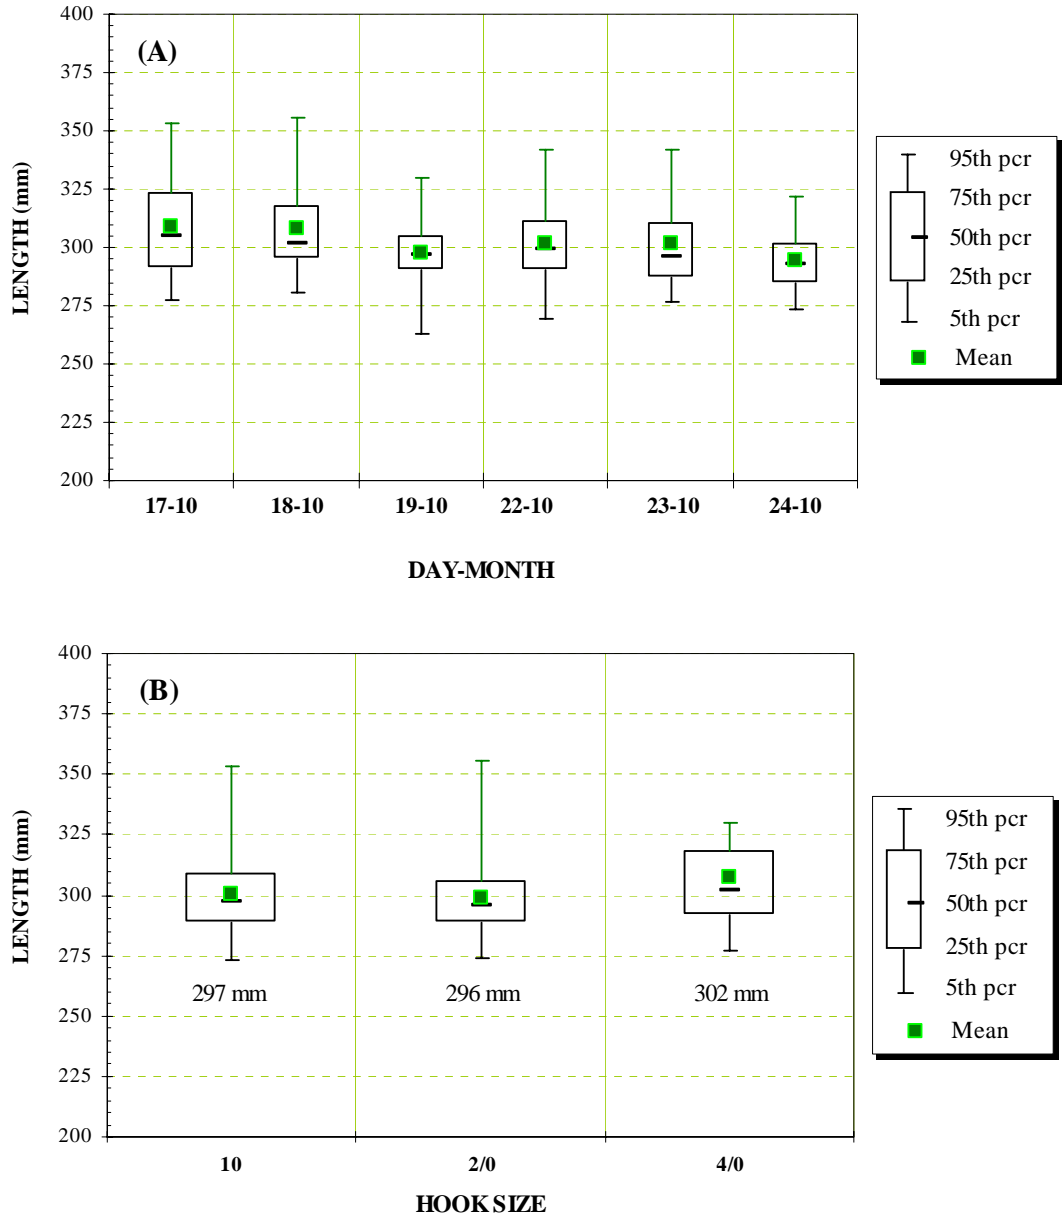 (A)
400
375
350
325
300
275
250
225
200
LENGTH (mm)
17-10 18-10 19-10 22-10 23-10 24-10
DAY-MONTH
95th pcr
75th pcr
50th pcr
25th pcr
5th pcr
Mean
(B)
400
375
350
325
300
275
250
225
200
LENGTH (mm)
297 mm 296 mm 302 mm
10 2/0 4/0
HOOK SIZE
95th pcr
75th pcr
50th pcr
25th pcr
5th pcr
Mean